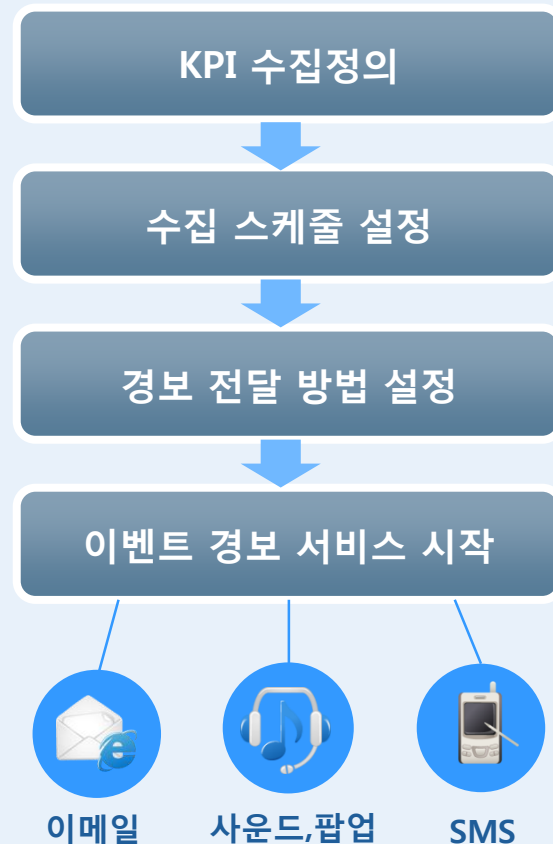 KPI 수집정의
수집 스케줄 설정
경보 전달 방법 설정
이벤트 경보 서비스 시작
이메일 사운드,팝업 SMS